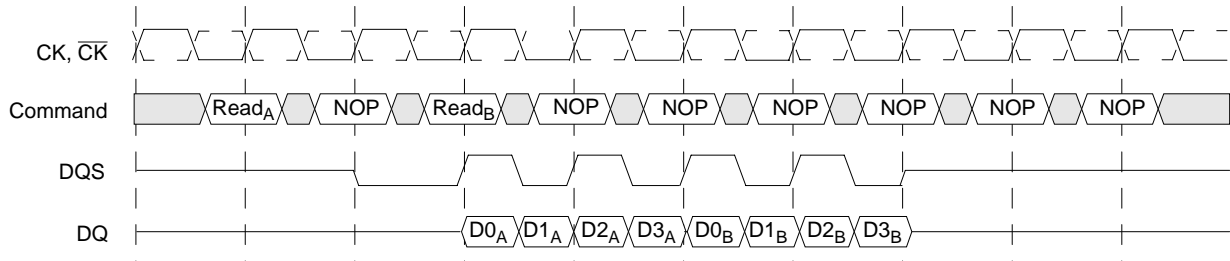 CK, C̅K̅
Command Read_A NOP Read_B NOP NOP NOP NOP NOP NOP
DQS
DQ D0_A D1_A D2_A D3_A D0_B D1_B D2_B D3_B